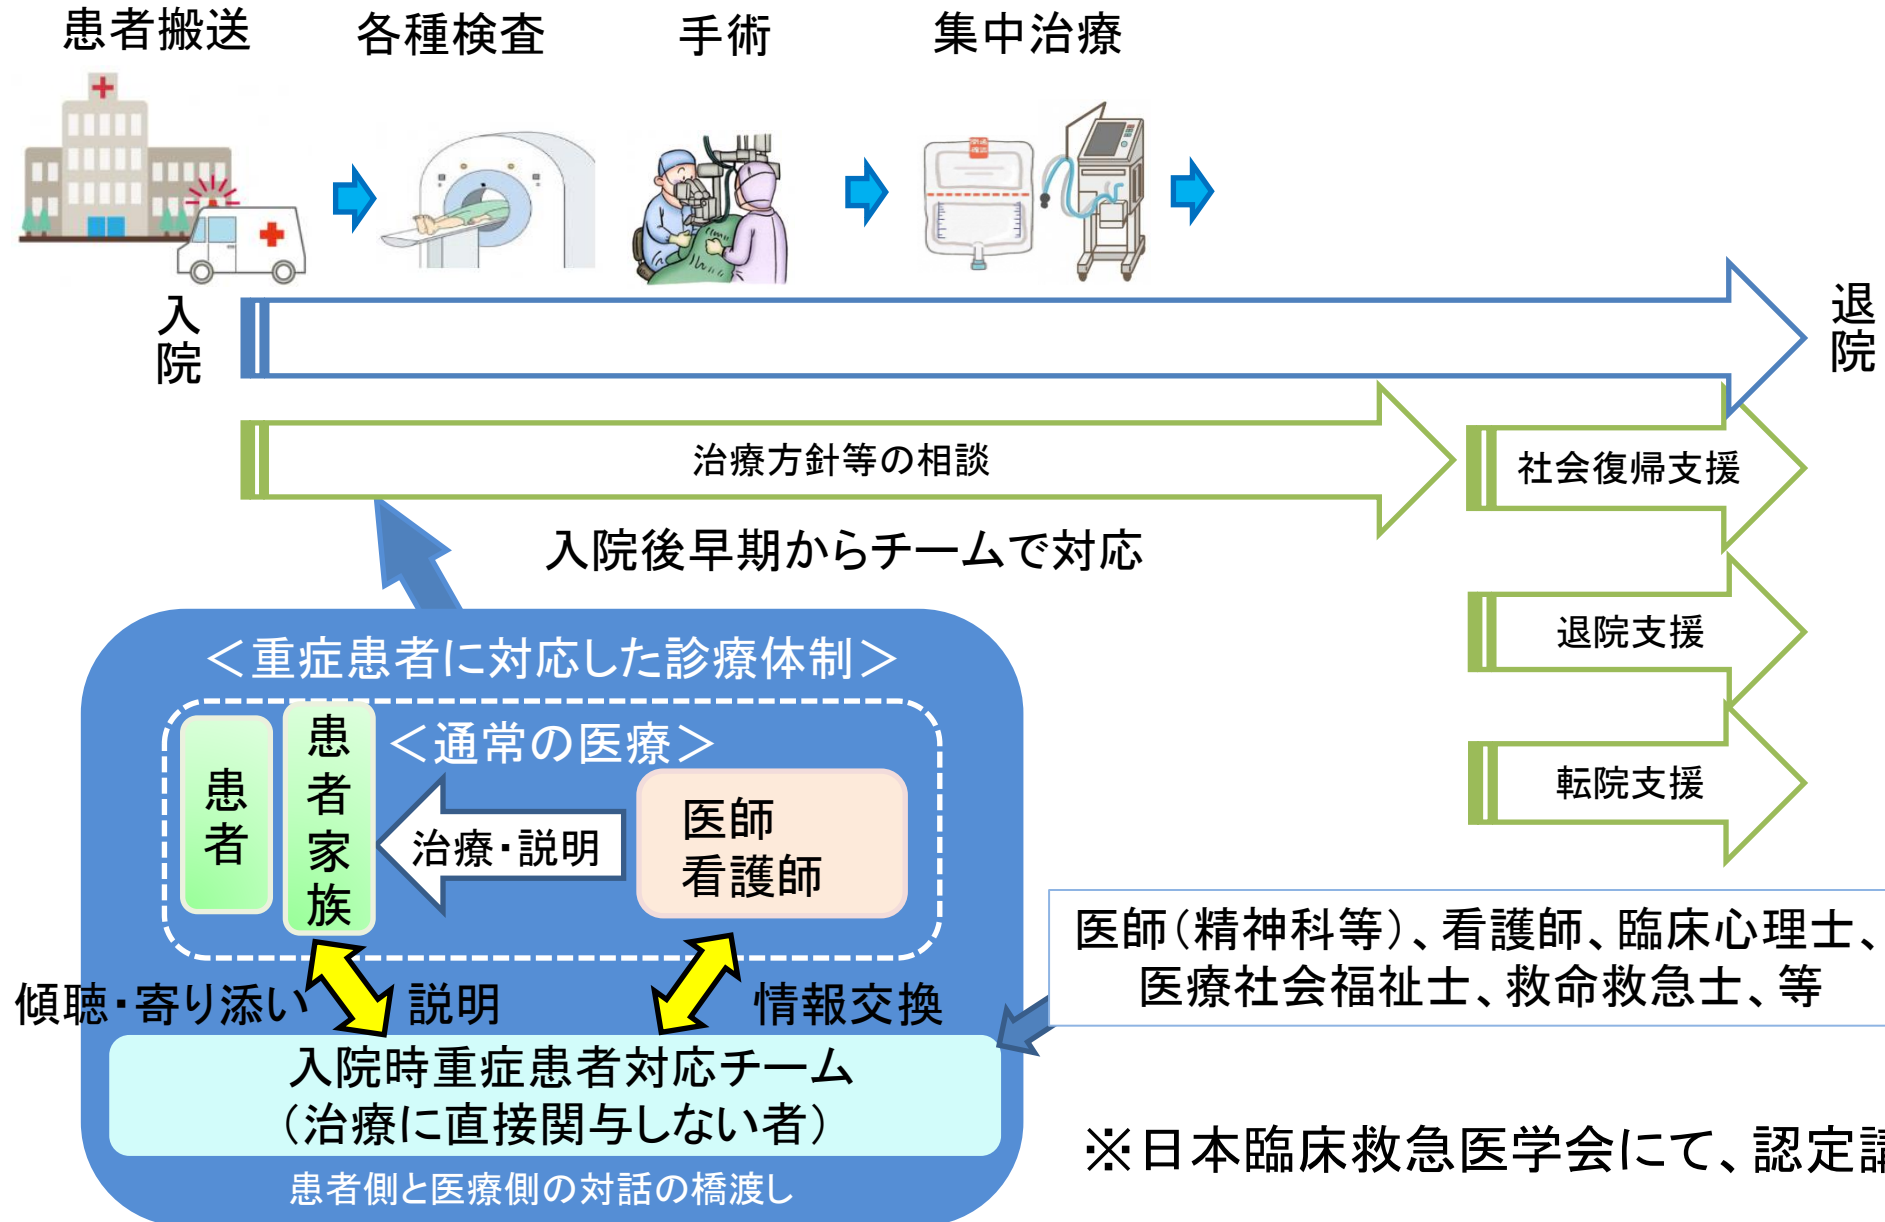 患者搬送
各種検査
手術
集中治療
入院
退院
治療方針等の相談
社会復帰支援
入院後早期からチームで対応
退院支援
転院支援
＜重症患者に対応した診療体制＞
＜通常の医療＞
患者
患者家族
治療・説明
医師
看護師
医師（精神科等）、看護師、臨床心理士、
医療社会福祉士、救命救急士、等
傾聴・寄り添い
説明
情報交換
入院時重症患者対応チーム
（治療に直接関与しない者）
患者側と医療側の対話の橋渡し
※日本臨床救急医学会にて、認定